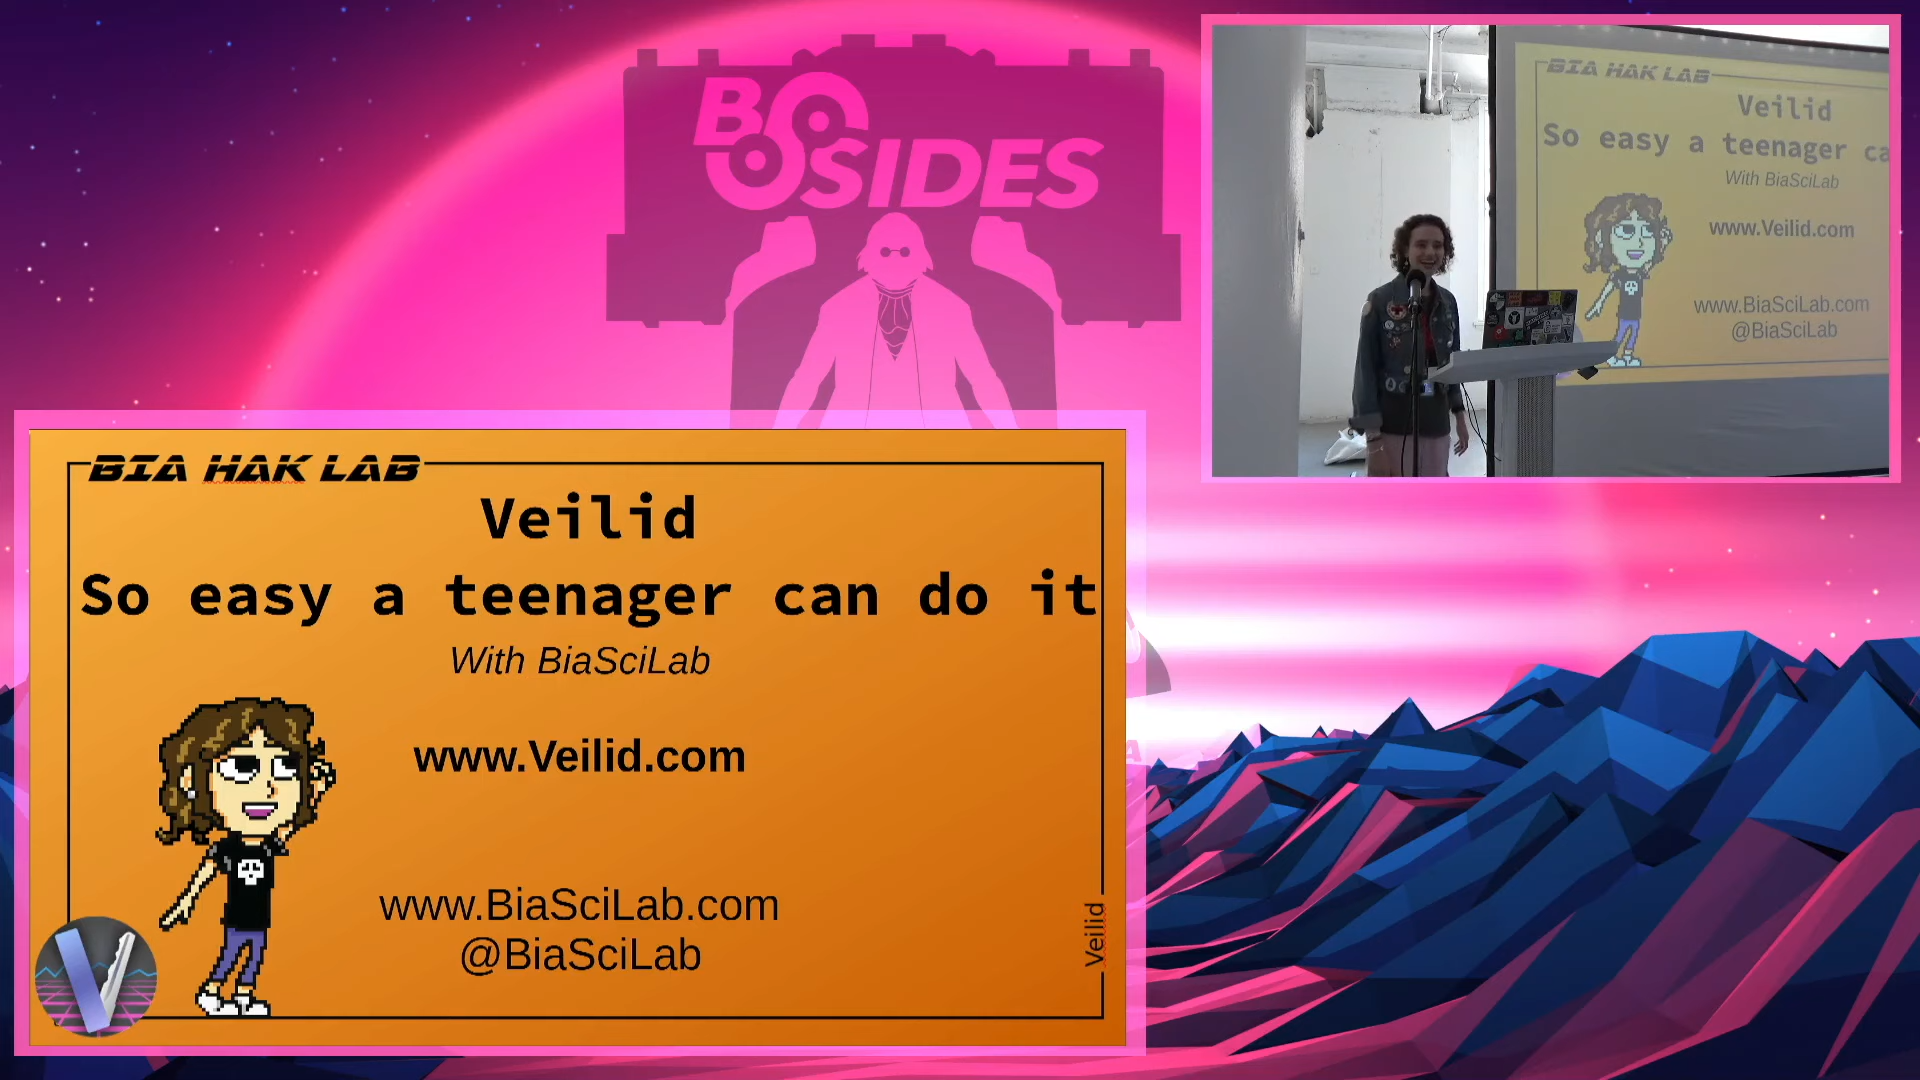 BSIDES
BIA HAK LAB
Veilid
So easy a teenager can do it
With BiaSciLab
www.Veilid.com
www.BiaSciLab.com
@BiaSciLab
Veilid
BIA HAK LAB
Veilid
So easy a teenager ca
With BiaSciLab
www.Veilid.com
www.BiaSciLab.com
@BiaSciLab